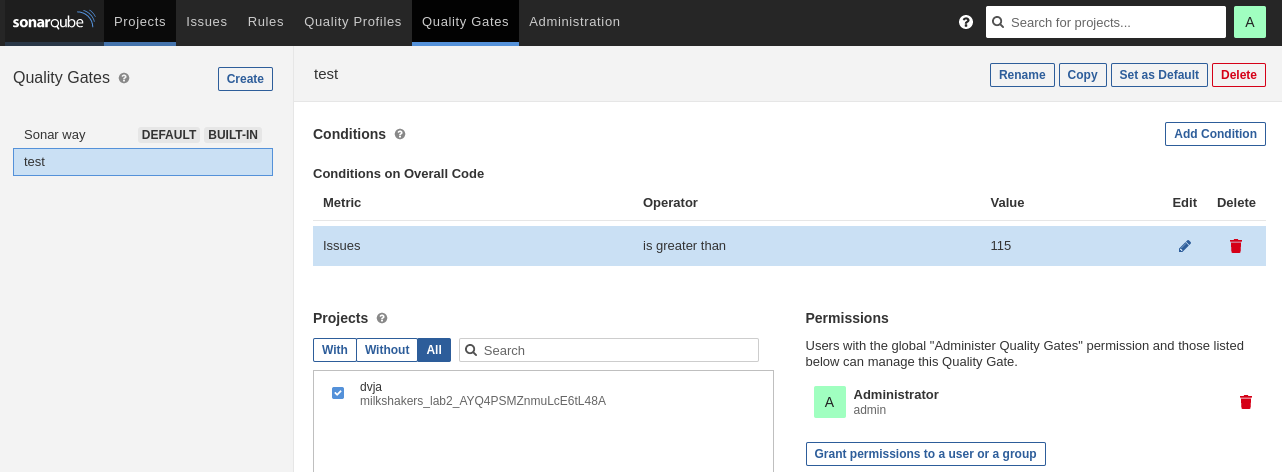 sonarqube Projects Issues Rules Quality Profiles Quality Gates Administration ? Search for projects... A
Quality Gates ? Create
test Rename Copy Set as Default Delete
Sonar way DEFAULT BUILT-IN
test
Conditions ? Add Condition
Conditions on Overall Code
Metric Operator Value Edit Delete
Issues is greater than 115
Projects ?
With Without All Search
dvja
milkshakers_lab2_AYQ4PSMZnmuLcE6tL48A
Permissions
Users with the global "Administer Quality Gates" permission and those listed
below can manage this Quality Gate.
A Administrator
admin
Grant permissions to a user or a group